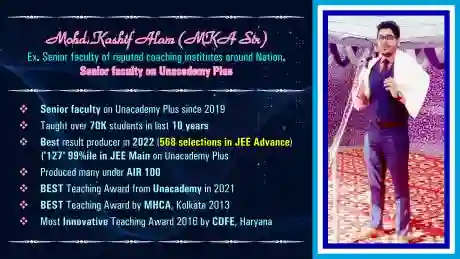 Mohd. Kashif Alam (MKA Sir)
Ex. Senior faculty of reputed coaching institutes around Nation.
Senior faculty on Unacademy Plus
❖ Senior faculty on Unacademy Plus since 2019
❖ Taught over 70K students in last 10 years
❖ Best result producer in 2022 (568 selections in JEE Advance)
("127" 99%ile in JEE Main on Unacademy Plus
❖ Produced many under AIR 100
❖ BEST Teaching Award from Unacademy in 2021
❖ BEST Teaching Award by MHCA, Kolkata 2013
❖ Most Innovative Teaching Award 2016 by CDFE, Haryana